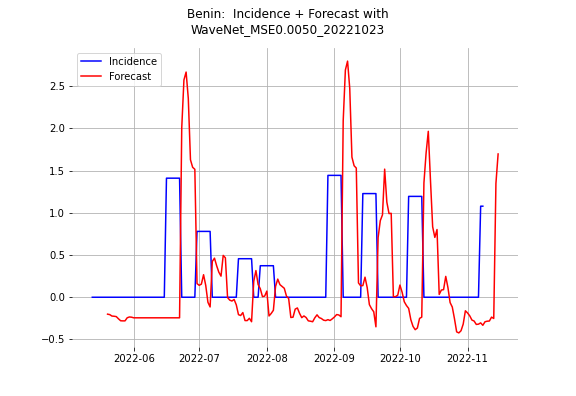 Benin:  Incidence + Forecast with
WaveNet_MSE0.0050_20221023
Incidence
Forecast
2.5
2.0
1.5
1.0
0.5
0.0
−0.5
2022-06 2022-07 2022-08 2022-09 2022-10 2022-11